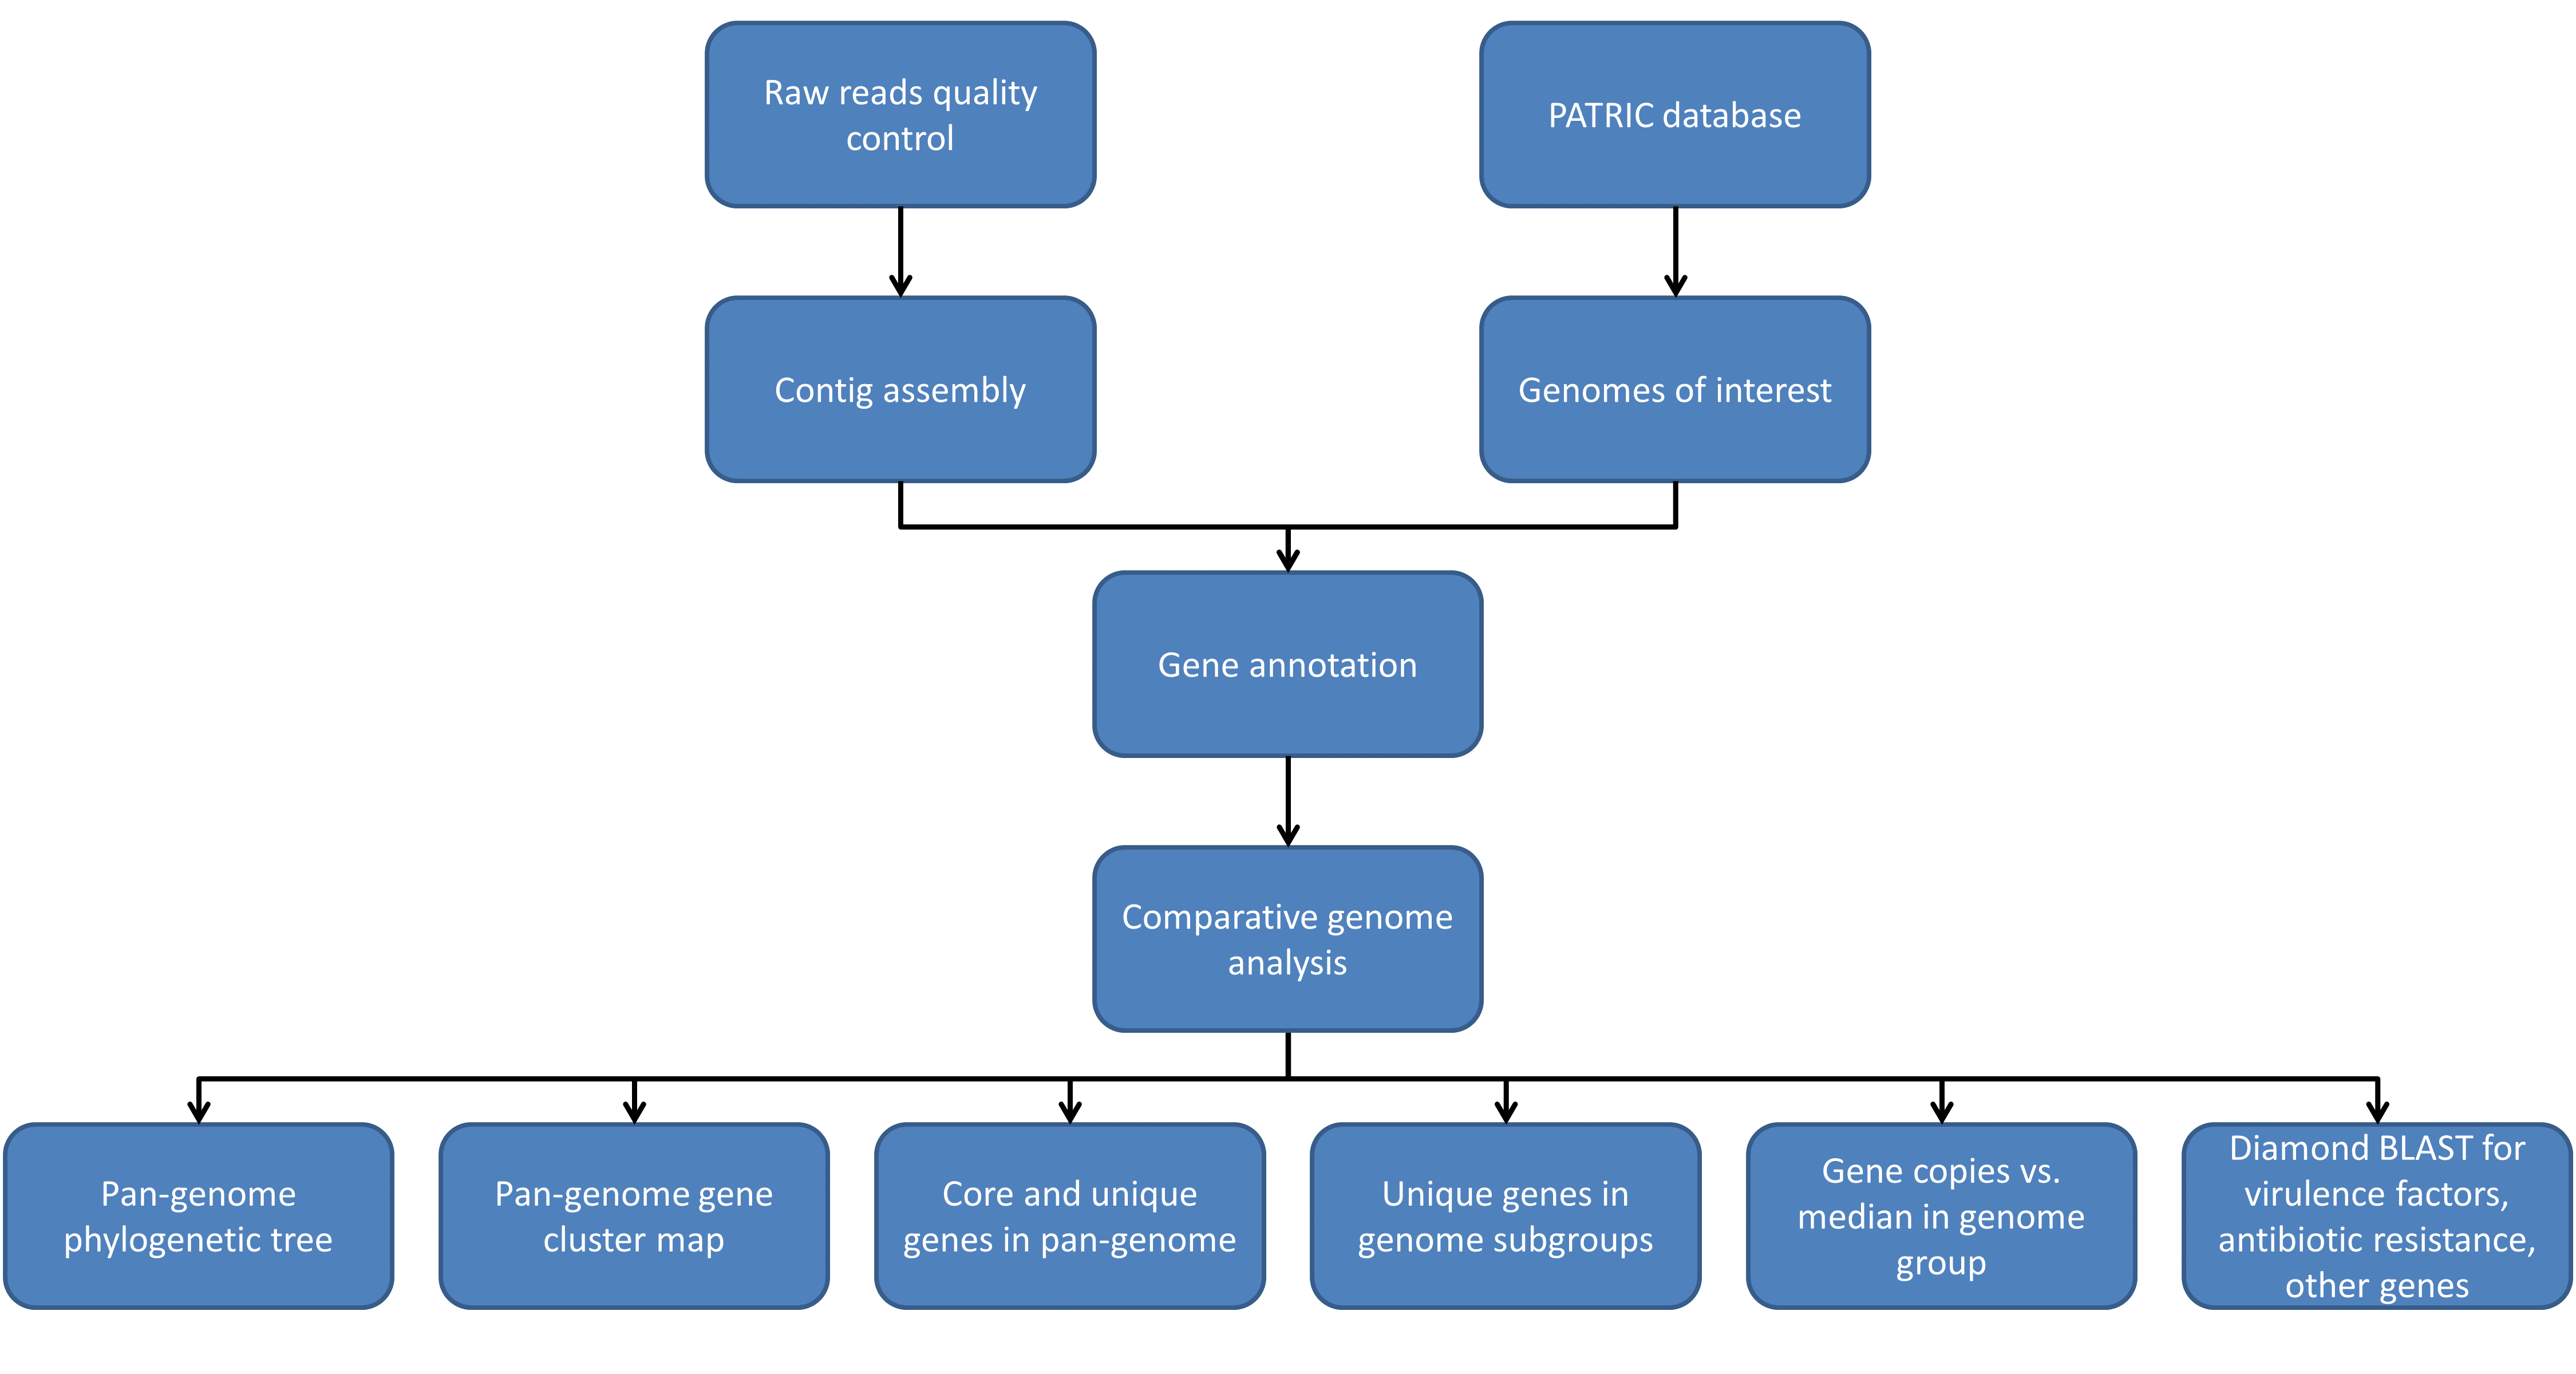 Raw reads quality
control
PATRIC database
Contig assembly
Genomes of interest
Gene annotation
Comparative genome
analysis
Pan-genome
phylogenetic tree
Pan-genome gene
cluster map
Core and unique
genes in pan-genome
Unique genes in
genome subgroups
Gene copies vs.
median in genome
group
Diamond BLAST for
virulence factors,
antibiotic resistance,
other genes